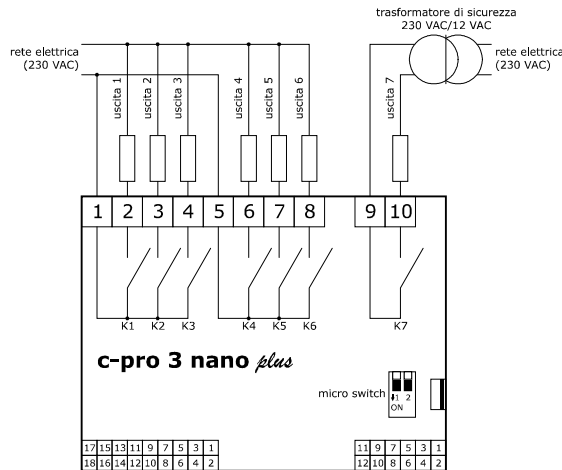 trasformatore di sicurezza
230 VAC/12 VAC
rete elettrica
(230 VAC)
rete elettrica
(230 VAC)
uscita 1
uscita 2
uscita 3
uscita 4
uscita 5
uscita 6
uscita 7
1 2 3 4 5 6 7 8 9 10
K1 K2 K3 K4 K5 K6 K7
c-pro 3 nano plus
micro switch
1 2
ON
17 15 13 11 9 7 5 3 1
18 16 14 12 10 8 6 4 2
11 9 7 5 3 1
12 10 8 6 4 2